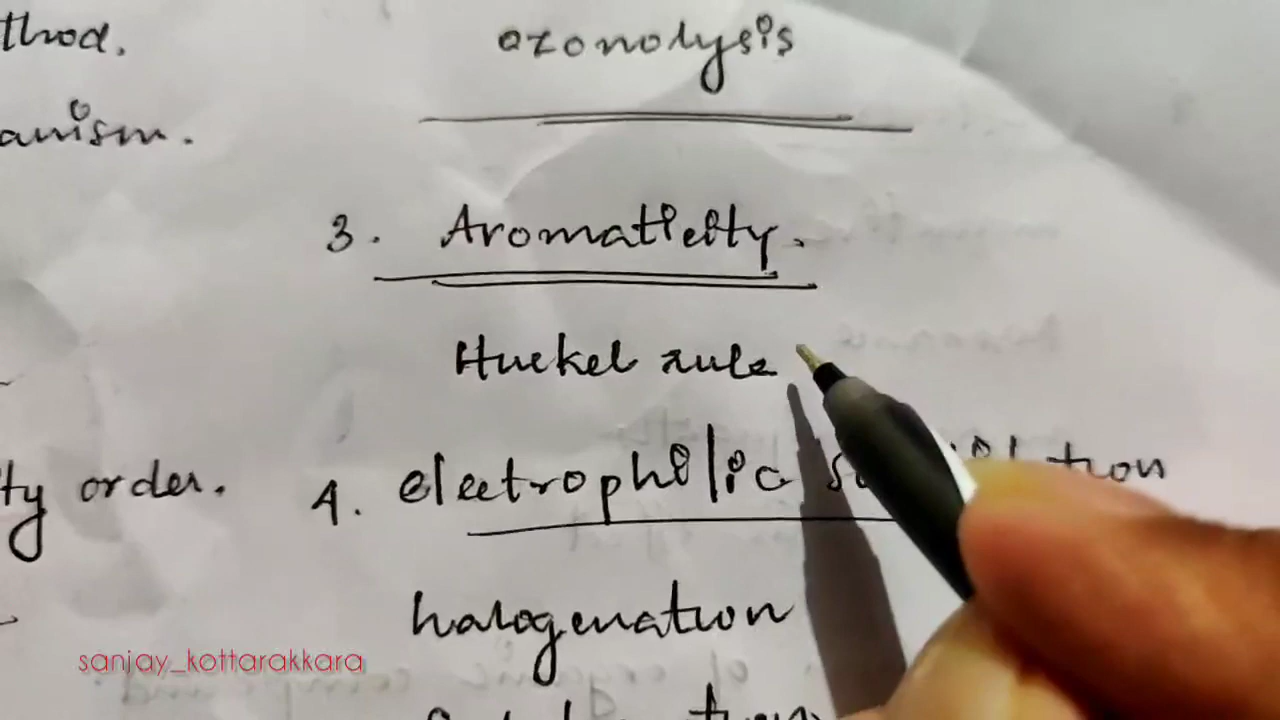 thod.
ozonolysis
anism.
3. Aromaticity.
Huckel rule
ty order.
4. electrophilic
halogenation
sanjay_kottarakkara